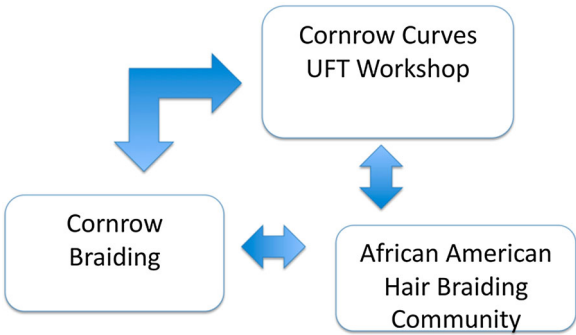 Cornrow Curves
UFT Workshop
Cornrow
Braiding
African American
Hair Braiding
Community